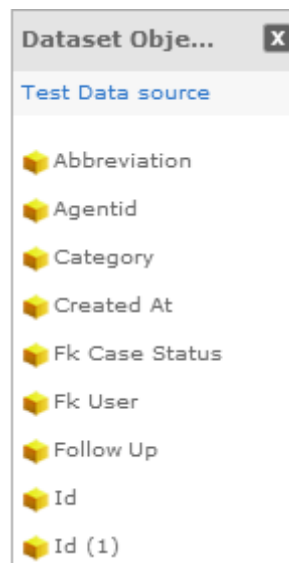 Dataset Obje...
Test Data source
Abbreviation
Agentid
Category
Created At
Fk Case Status
Fk User
Follow Up
Id
Id (1)